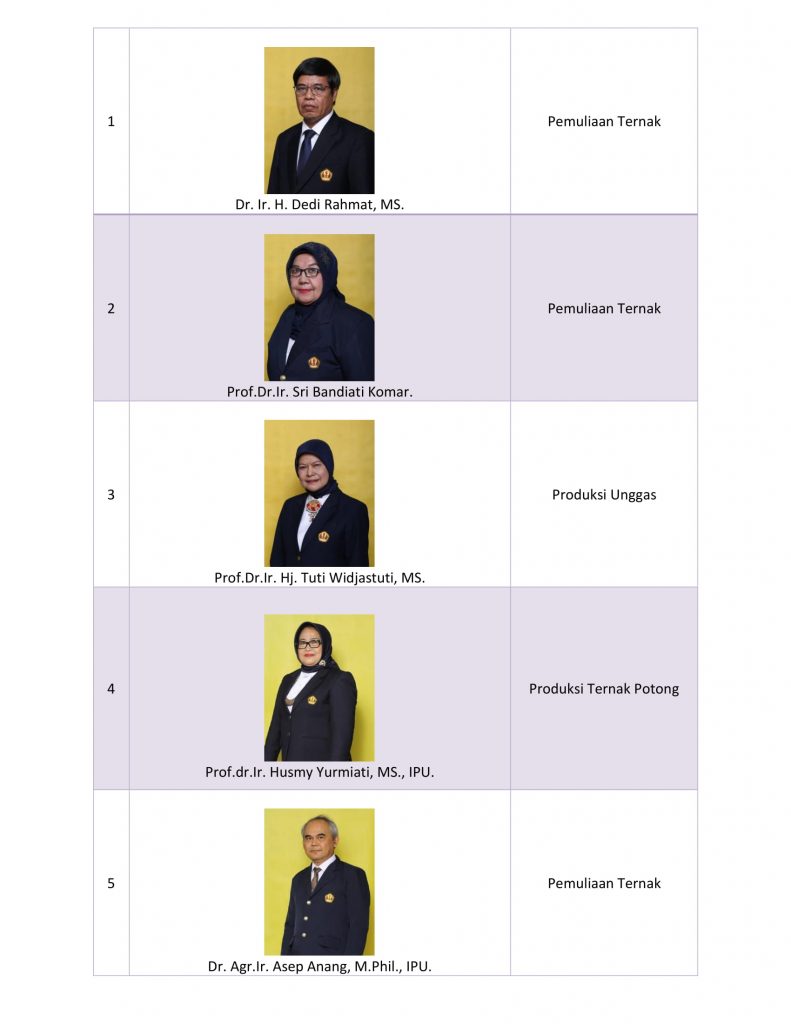 1
Dr. Ir. H. Dedi Rahmat, MS.
Pemuliaan Ternak
2
Prof.Dr.Ir. Sri Bandiati Komar.
Pemuliaan Ternak
3
Prof.Dr.Ir. Hj. Tuti Widjastuti, MS.
Produksi Unggas
4
Prof.dr.Ir. Husmy Yurmiati, MS., IPU.
Produksi Ternak Potong
5
Dr. Agr.Ir. Asep Anang, M.Phil., IPU.
Pemuliaan Ternak